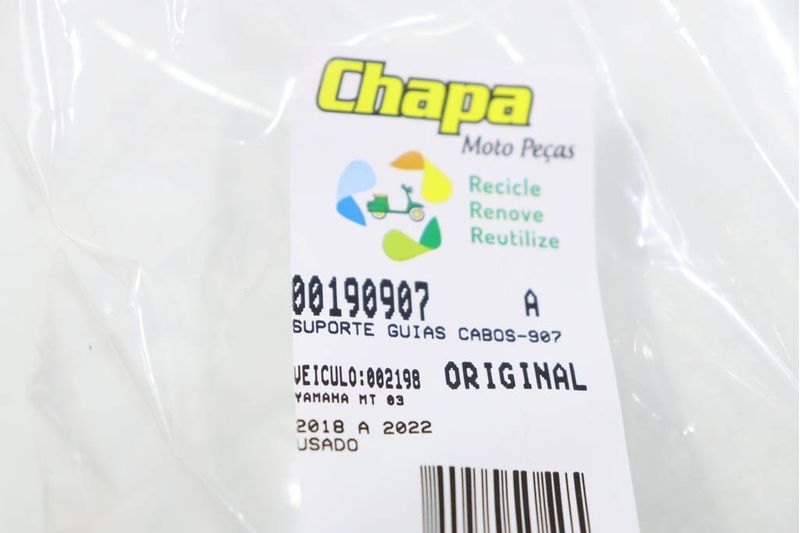 Chapa
Moto Peças
Recicle
Renove
Reutilize
00190907 A
SUPORTE GUIAS CABOS-907
VEICULO:002198 ORIGINAL
YAMAHA MT 03
2018 A 2022
USADO